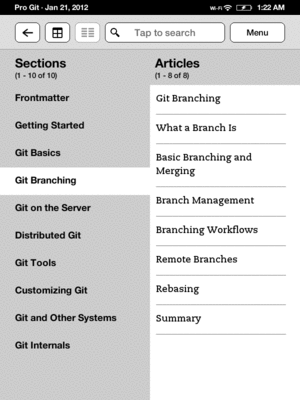 Pro Git · Jan 21, 2012
Wi-Fi
1:22 AM
Tap to search
Menu
Sections
(1 - 10 of 10)
Frontmatter
Getting Started
Git Basics
Git Branching
Git on the Server
Distributed Git
Git Tools
Customizing Git
Git and Other Systems
Git Internals
Articles
(1 - 8 of 8)
Git Branching
What a Branch Is
Basic Branching and
Merging
Branch Management
Branching Workflows
Remote Branches
Rebasing
Summary